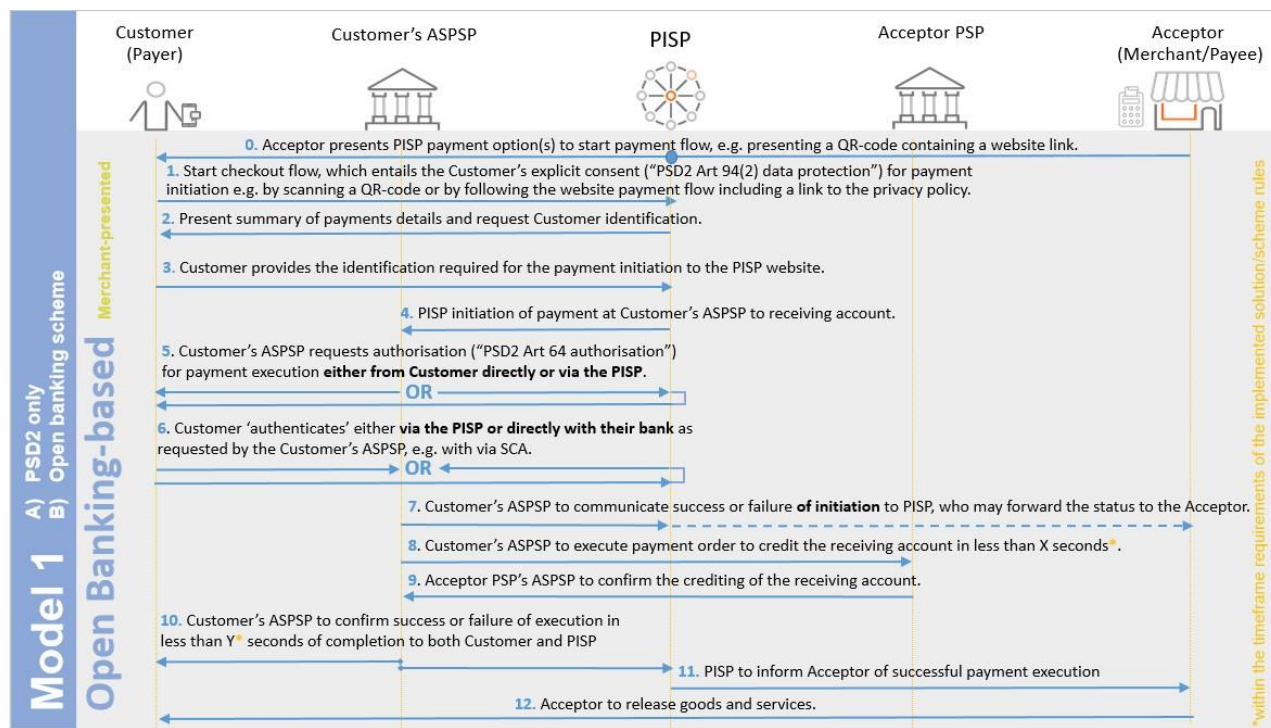 Customer
(Payer)
Customer's ASPSP
PISP
Acceptor PSP
Acceptor
(Merchant/Payee)
Model 1
A) PSD2 only
B) Open banking scheme
Open Banking-based
Merchant-presented
0. Acceptor presents PISP payment option(s) to start payment flow, e.g. presenting a QR-code containing a website link.
1. Start checkout flow, which entails the Customer's explicit consent (“PSD2 Art 94(2) data protection”) for payment
initiation e.g. by scanning a QR-code or by following the website payment flow including a link to the privacy policy.
2. Present summary of payments details and request Customer identification.
3. Customer provides the identification required for the payment initiation to the PISP website.
4. PISP initiation of payment at Customer's ASPSP to receiving account.
5. Customer's ASPSP requests authorisation (“PSD2 Art 64 authorisation”)
for payment execution either from Customer directly or via the PISP.
OR
6. Customer ‘authenticates’ either via the PISP or directly with their bank as
requested by the Customer's ASPSP, e.g. with via SCA.
OR
7. Customer's ASPSP to communicate success or failure of initiation to PISP, who may forward the status to the Acceptor.
8. Customer's ASPSP to execute payment order to credit the receiving account in less than X seconds*.
9. Acceptor PSP's ASPSP to confirm the crediting of the receiving account.
10. Customer's ASPSP to confirm success or failure of execution in
less than Y* seconds of completion to both Customer and PISP
11. PISP to inform Acceptor of successful payment execution
12. Acceptor to release goods and services.
*within the timeframe requirements of the implemented solution/scheme rules